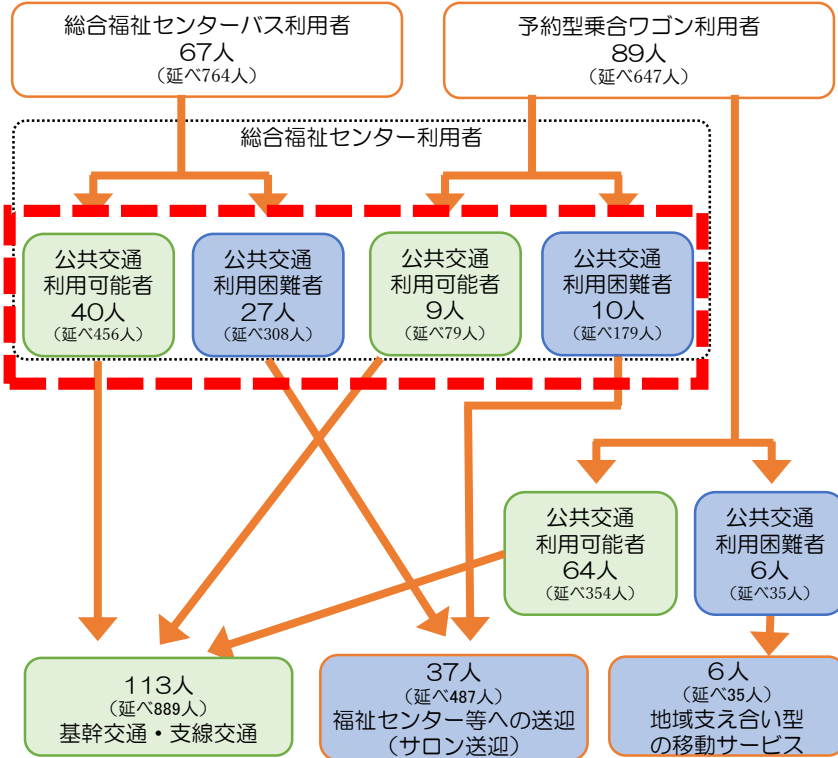 総合福祉センターバス利用者
67人
（延べ764人）
予約型乗合ワゴン利用者
89人
（延べ647人）
総合福祉センター利用者
公共交通
利用可能者
40人
（延べ456人）
公共交通
利用困難者
27人
（延べ308人）
公共交通
利用可能者
9人
（延べ79人）
公共交通
利用困難者
10人
（延べ179人）
公共交通
利用可能者
64人
（延べ354人）
公共交通
利用困難者
6人
（延べ35人）
113人
（延べ889人）
基幹交通・支線交通
37人
（延べ487人）
福祉センター等への送迎
（サロン送迎）
6人
（延べ35人）
地域支え合い型
の移動サービス